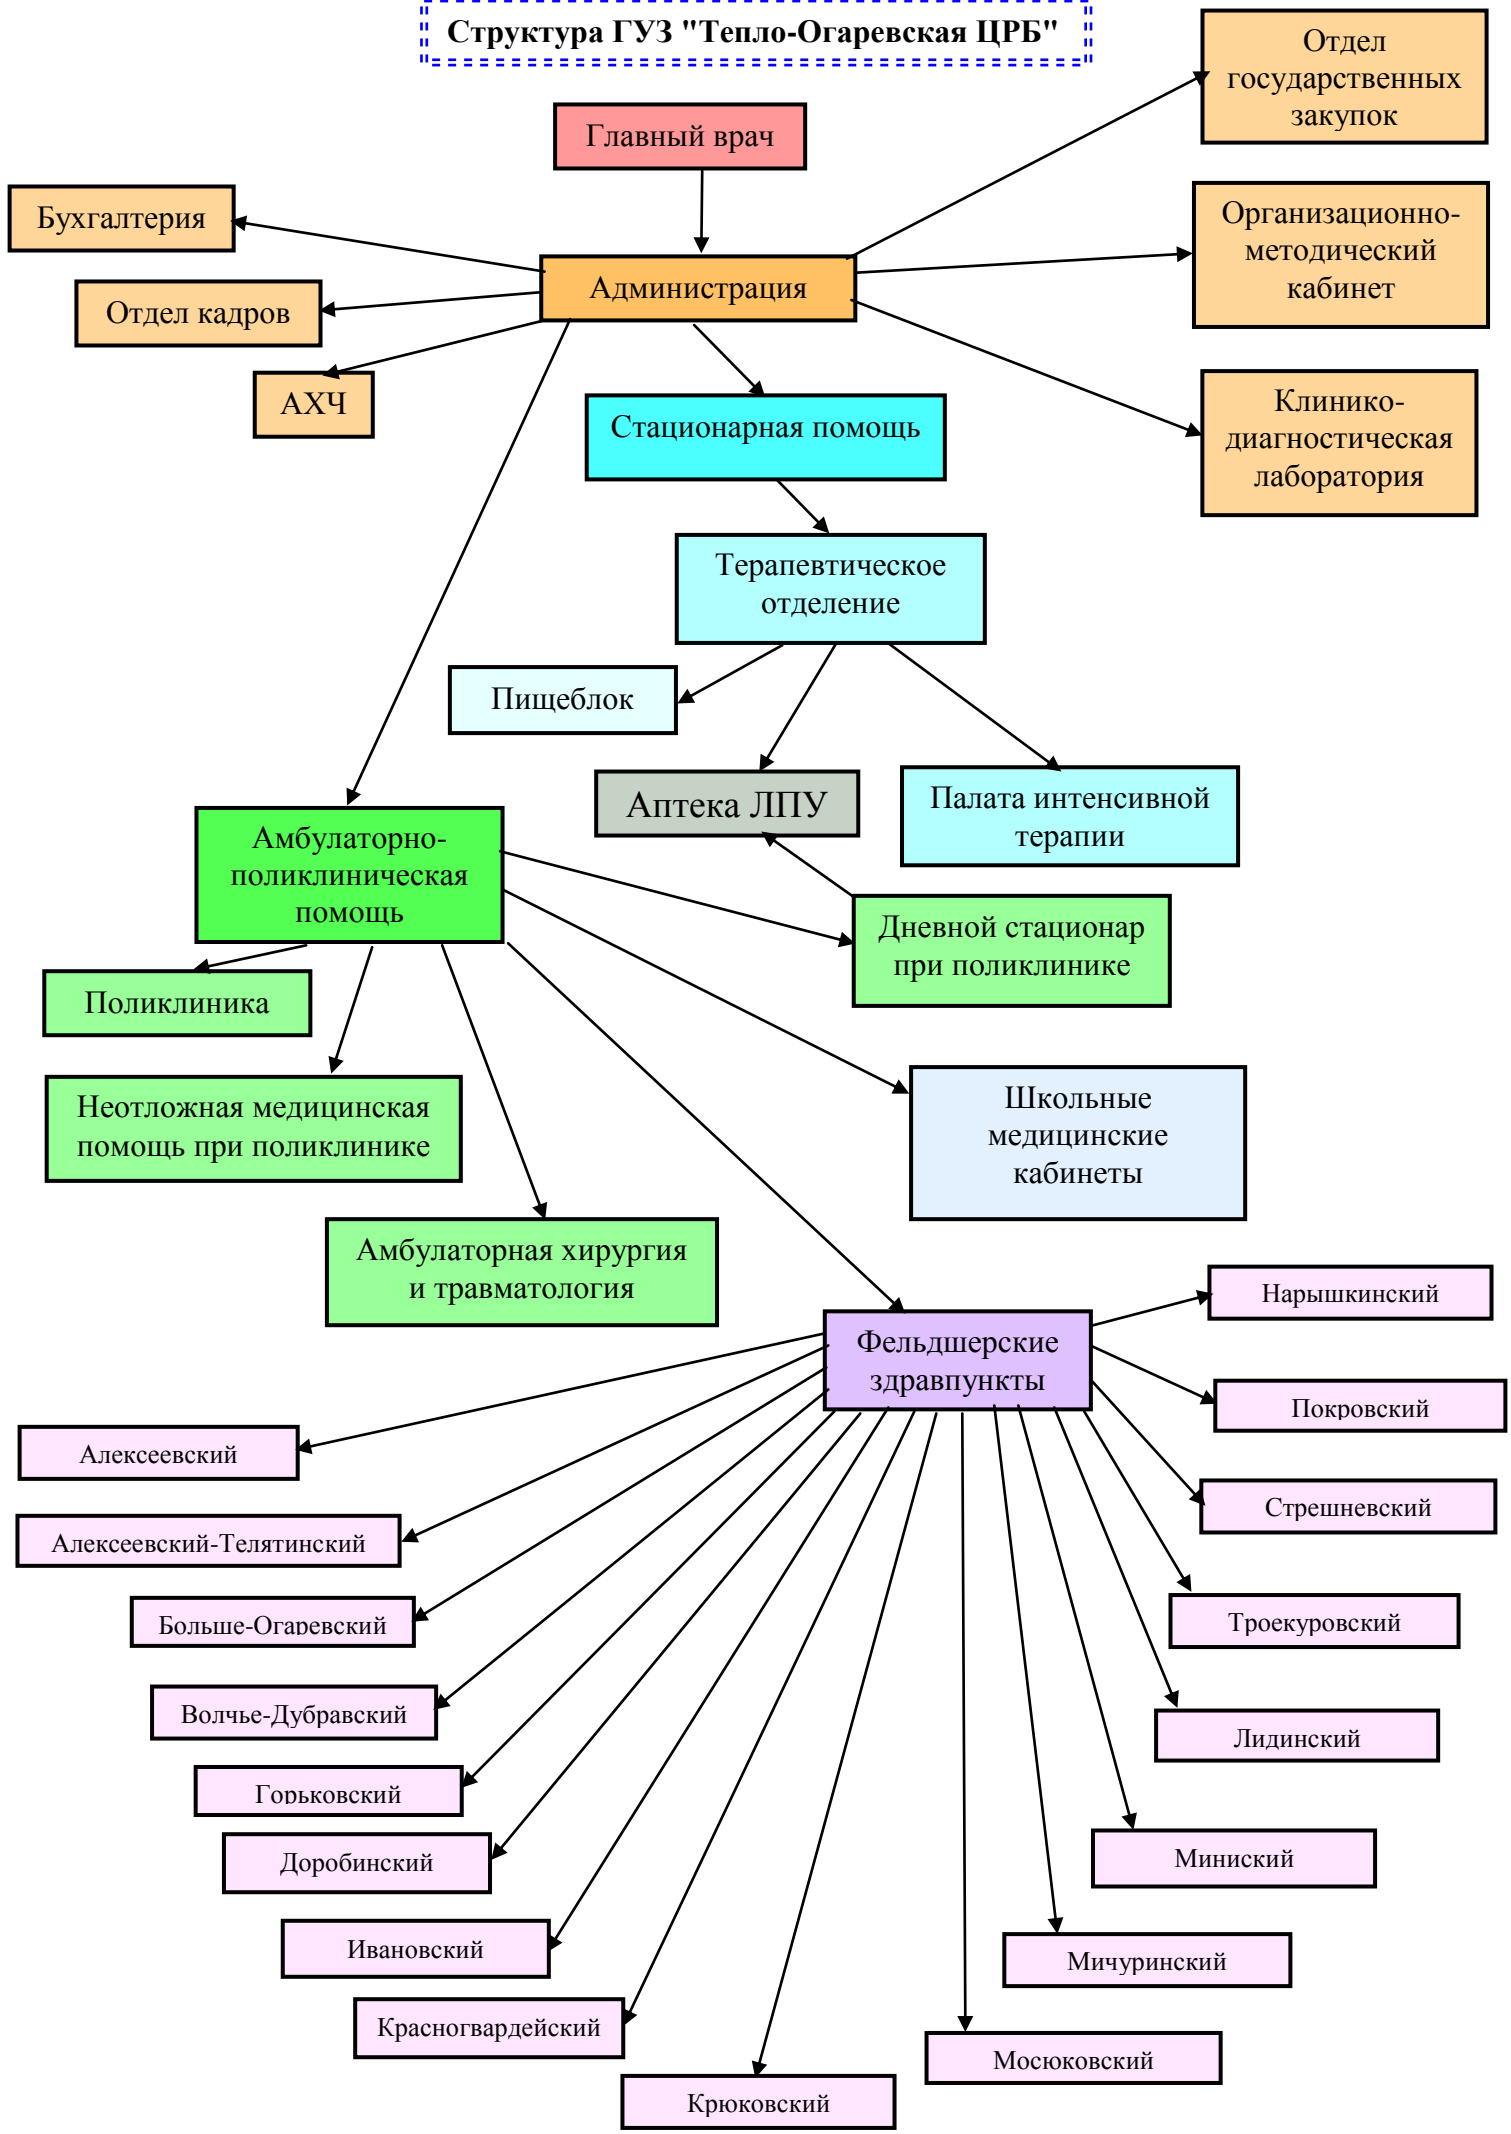 Структура ГУЗ "Тепло-Огаревская ЦРБ"
Отдел
государственных
закупок
Главный врач
Бухгалтерия
Организационно-
методический
кабинет
Администрация
Отдел кадров
АХЧ
Стационарная помощь
Клинико-
диагностическая
лаборатория
Терапевтическое
отделение
Пищеблок
Аптека ЛПУ
Палата интенсивной
терапии
Амбулаторно-
поликлиническая
помощь
Дневной стационар
при поликлинике
Поликлиника
Неотложная медицинская
помощь при поликлинике
Школьные
медицинские
кабинеты
Амбулаторная хирургия
и травматология
Нарышкинский
Фельдшерские
здравпункты
Покровский
Алексеевский
Стрешневский
Алексеевский-Телятинский
Больше-Огаревский
Троекуровский
Волчье-Дубравский
Лидинский
Горьковский
Доробинский
Миниский
Ивановский
Мичуринский
Красногвардейский
Мосюковский
Крюковский